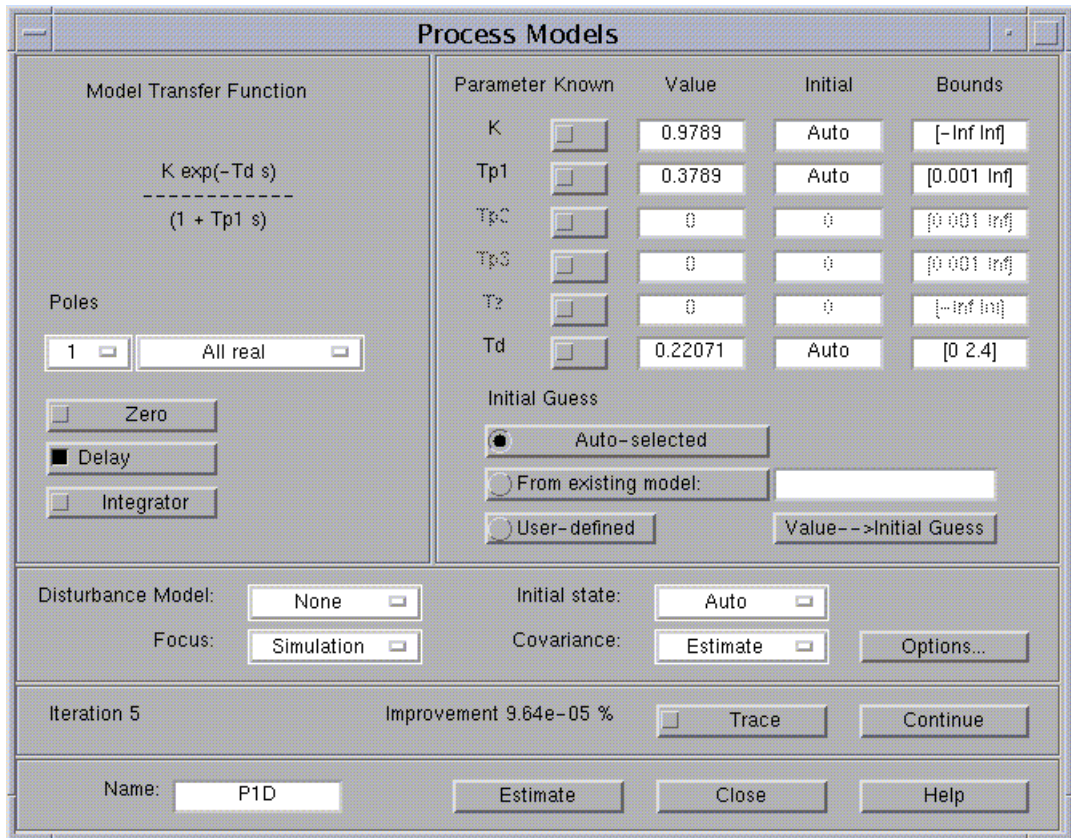 Process Models
Model Transfer Function
K exp(-Td s)
------------
(1 + Tp1 s)
Poles
1 All real
Zero
Delay
Integrator
Parameter Known Value Initial Bounds
K 0.9789 Auto [-Inf Inf]
Tp1 0.3789 Auto [0.001 Inf]
Tp2 0 0 [0.001 Inf]
Tp3 0 0 [0.001 Inf]
Tz 0 0 [-Inf Inf]
Td 0.22071 Auto [0 2.4]
Initial Guess
Auto-selected
From existing model:
User-defined Value-->Initial Guess
Disturbance Model: None Initial state: Auto
Focus: Simulation Covariance: Estimate Options...
Iteration 5 Improvement 9.64e-05 % Trace Continue
Name: P1D Estimate Close Help